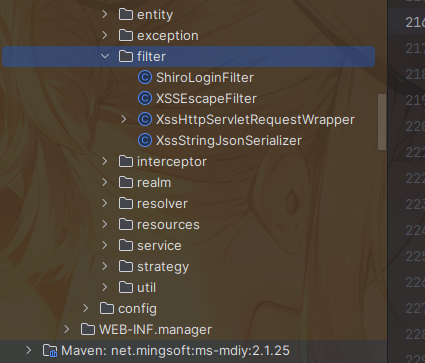 entity
216
exception
217
filter
218
ShiroLoginFilter
219
XSSEscapeFilter
220
XssHttpServletRequestWrapper
221
XssStringJsonSerializer
222
interceptor
223
realm
resolver
224
resources
225
service
226
strategy
util
227
config
228
WEB-INF.manager
Maven: net.mingsoft:ms-mdiy:2.1.25
229